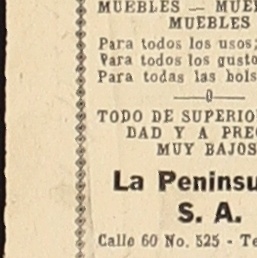 MUEBLES — MUE
MUEBLES
Para todos los usos;
Para todos los gusto
Para todas las bols
—0—
TODO DE SUPERIO
DAD Y A PRE
MUY BAJOS
La Peninsu
S. A.
Calle 60 No. 525 - Te